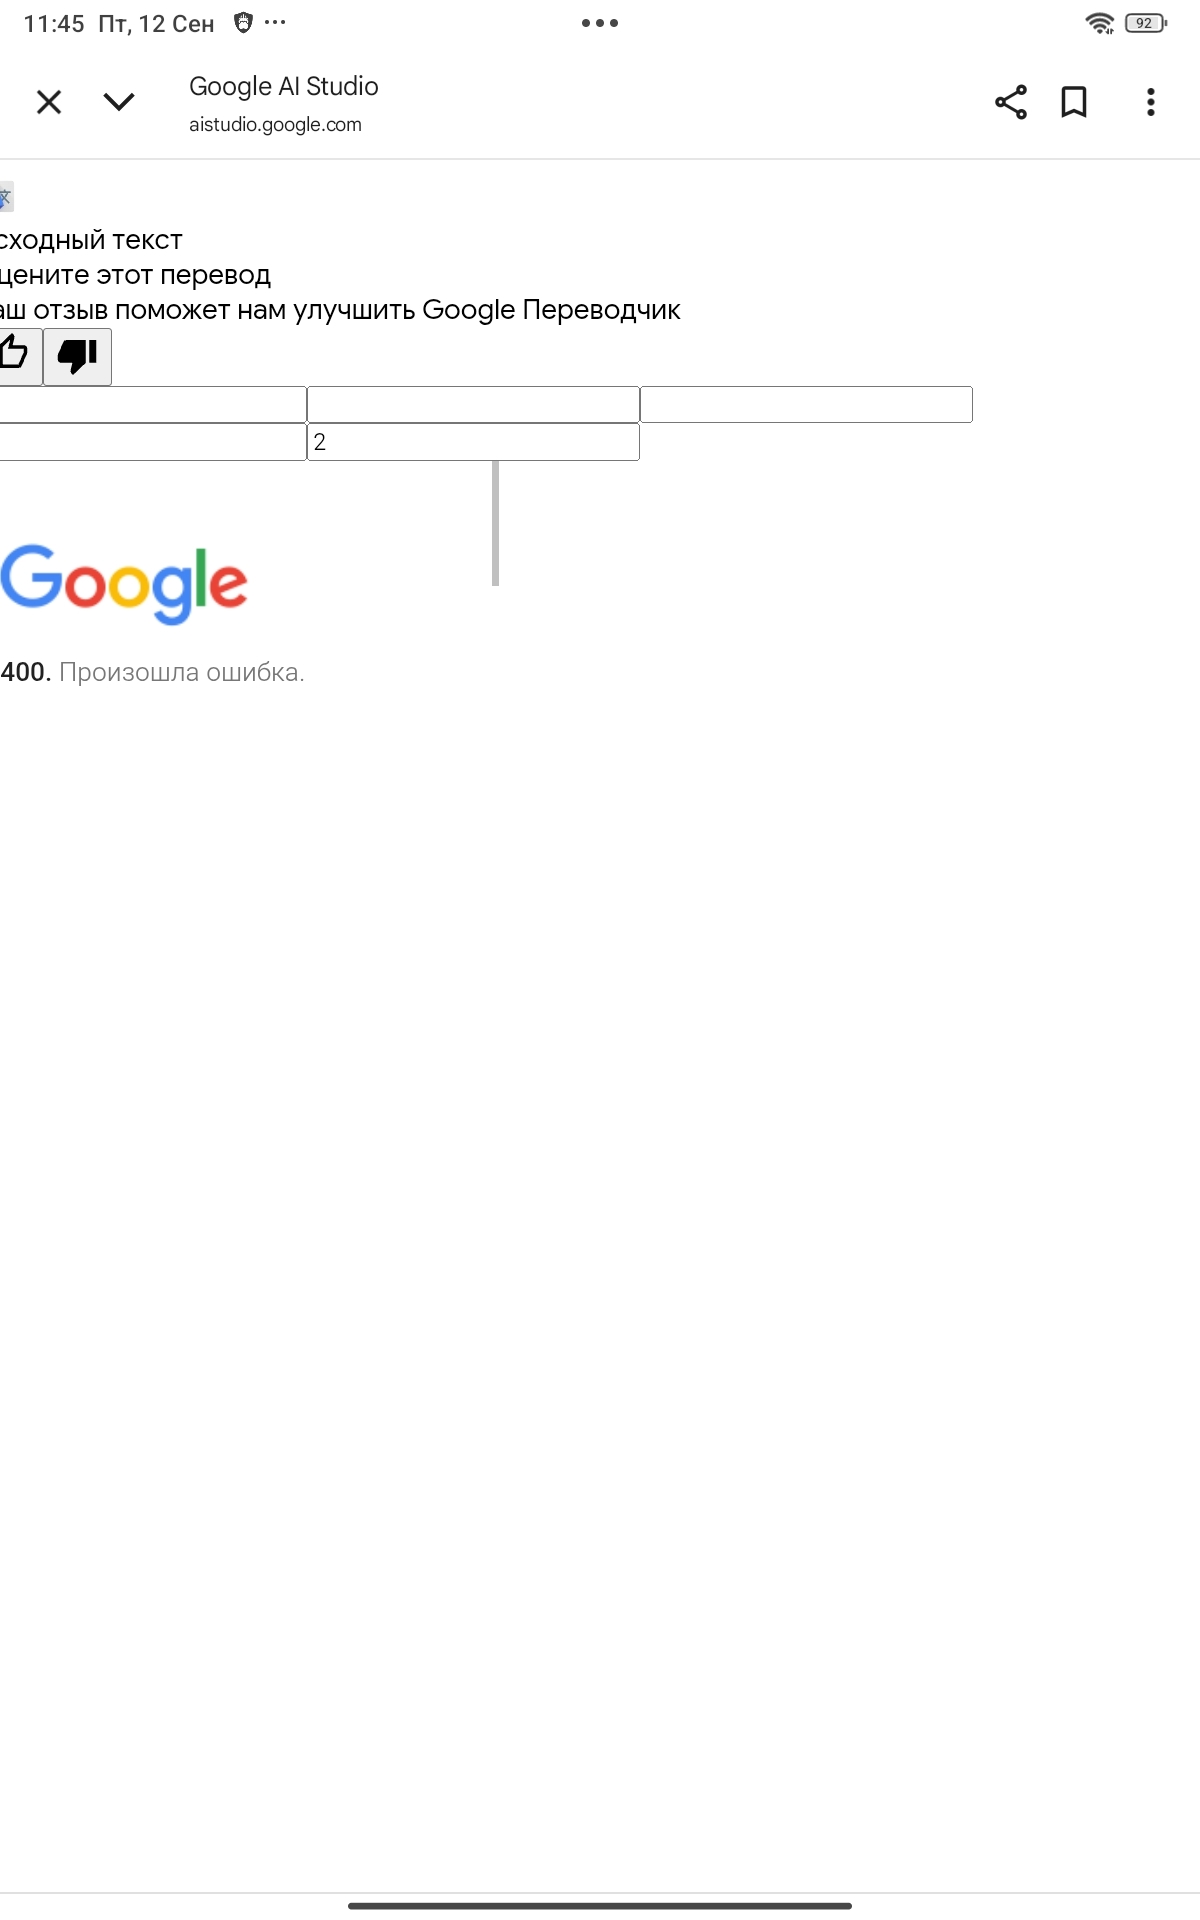 11:45 Пт, 12 Сен
92
Google AI Studio
aistudio.google.com
сходный текст
цените этот перевод
аш отзыв поможет нам улучшить Google Переводчик
2
Google
400. Произошла ошибка.